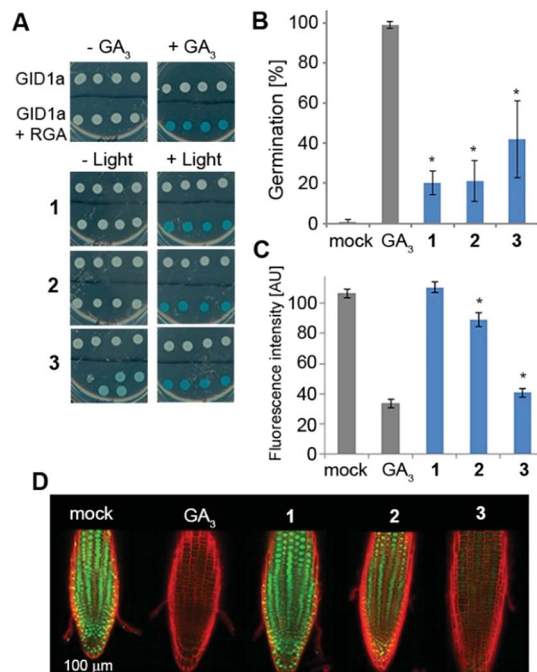 A
- GA3 + GA3
GID1a
GID1a
+ RGA
- Light + Light
1
2
3
B
Germination [%]
100
80
60
40
20
0
*
*
*
mock GA3 1 2 3
C
Fluorescence intensity [AU]
100
80
60
40
20
0
*
*
mock GA3 1 2 3
D
mock GA3 1 2 3
100 µm